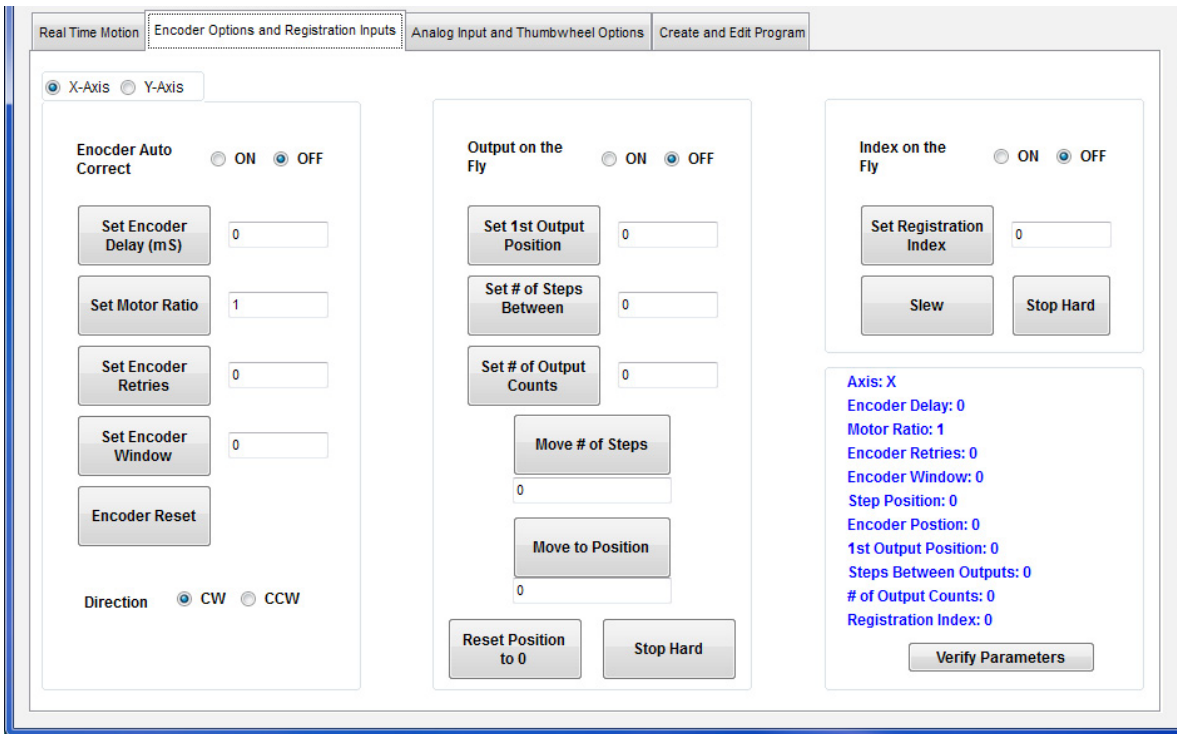 Real Time Motion
Encoder Options and Registration Inputs
Analog Input and Thumbwheel Options
Create and Edit Program
X-Axis
Y-Axis
Enocder Auto
Correct
ON
OFF
Set Encoder
Delay (mS)
0
Set Motor Ratio
1
Set Encoder
Retries
0
Set Encoder
Window
0
Encoder Reset
Direction
CW
CCW
Output on the
Fly
ON
OFF
Set 1st Output
Position
0
Set # of Steps
Between
0
Set # of Output
Counts
0
Move # of Steps
0
Move to Position
0
Reset Position
to 0
Stop Hard
Index on the
Fly
ON
OFF
Set Registration
Index
0
Slew
Stop Hard
Axis: X
Encoder Delay: 0
Motor Ratio: 1
Encoder Retries: 0
Encoder Window: 0
Step Position: 0
Encoder Postion: 0
1st Output Position: 0
Steps Between Outputs: 0
# of Output Counts: 0
Registration Index: 0
Verify Parameters